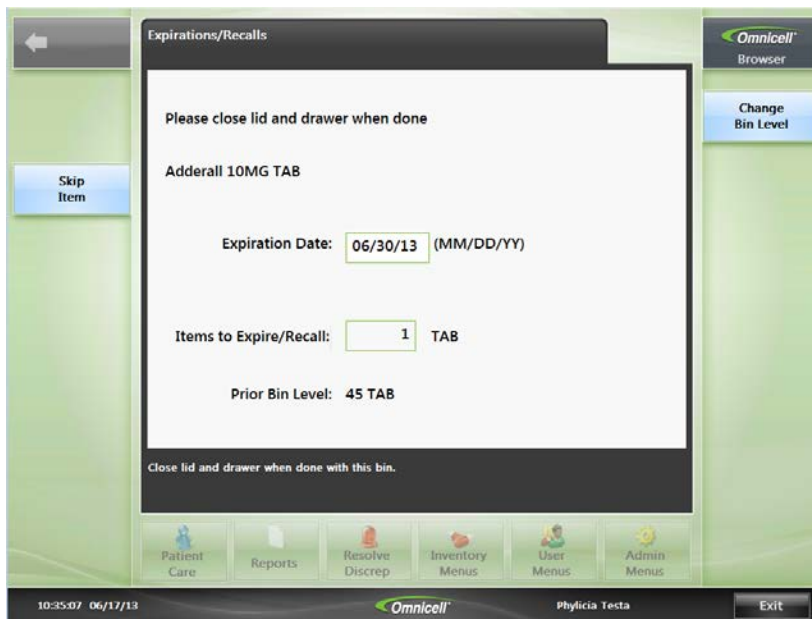 Expirations/Recalls
Omnicell
Browser
Please close lid and drawer when done
Change
Bin Level
Adderall 10MG TAB
Skip
Item
Expiration Date: 06/30/13 (MM/DD/YY)
Items to Expire/Recall: 1 TAB
Prior Bin Level: 45 TAB
Close lid and drawer when done with this bin.
Patient
Care
Reports
Resolve
Discrep
Inventory
Menus
User
Menus
Admin
Menus
10:35:07 06/17/13 Omnicell Phylicia Testa Exit